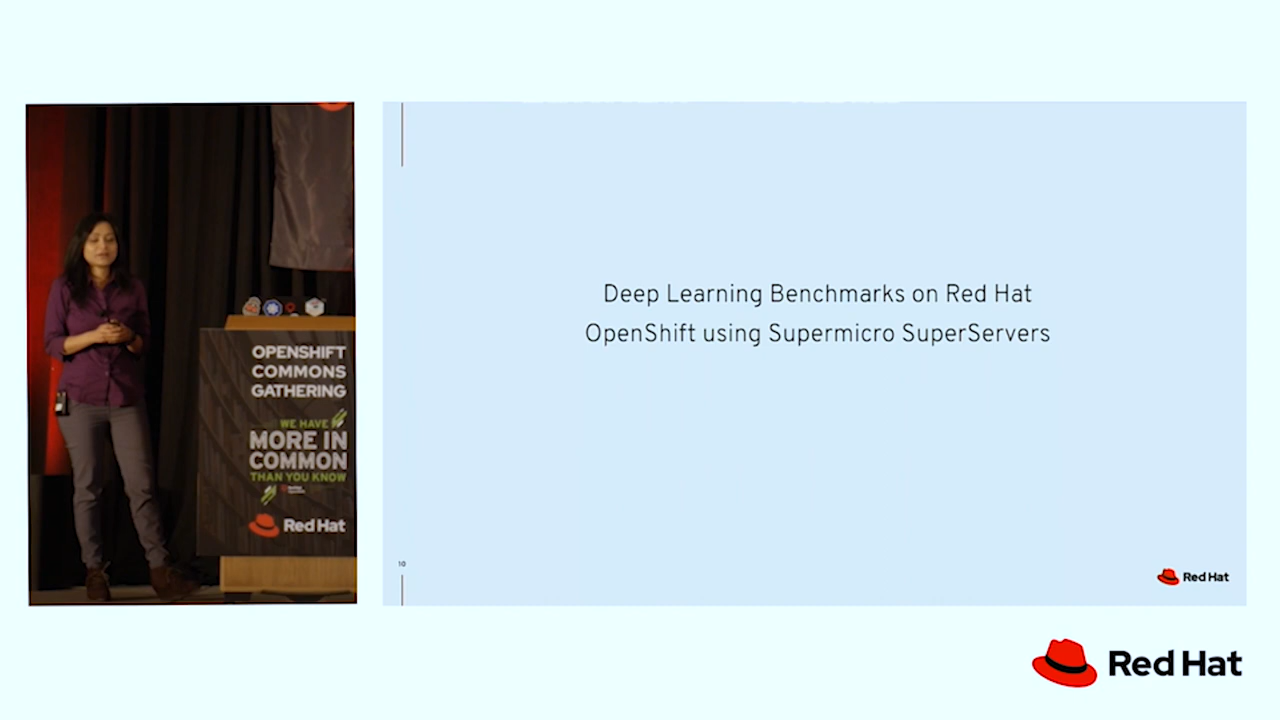 OPENSHIFT
COMMONS
GATHERING
WE HAVE
MORE IN
COMMON
THAN YOU KNOW
Red Hat
Deep Learning Benchmarks on Red Hat
OpenShift using Supermicro SuperServers
10
Red Hat
Red Hat